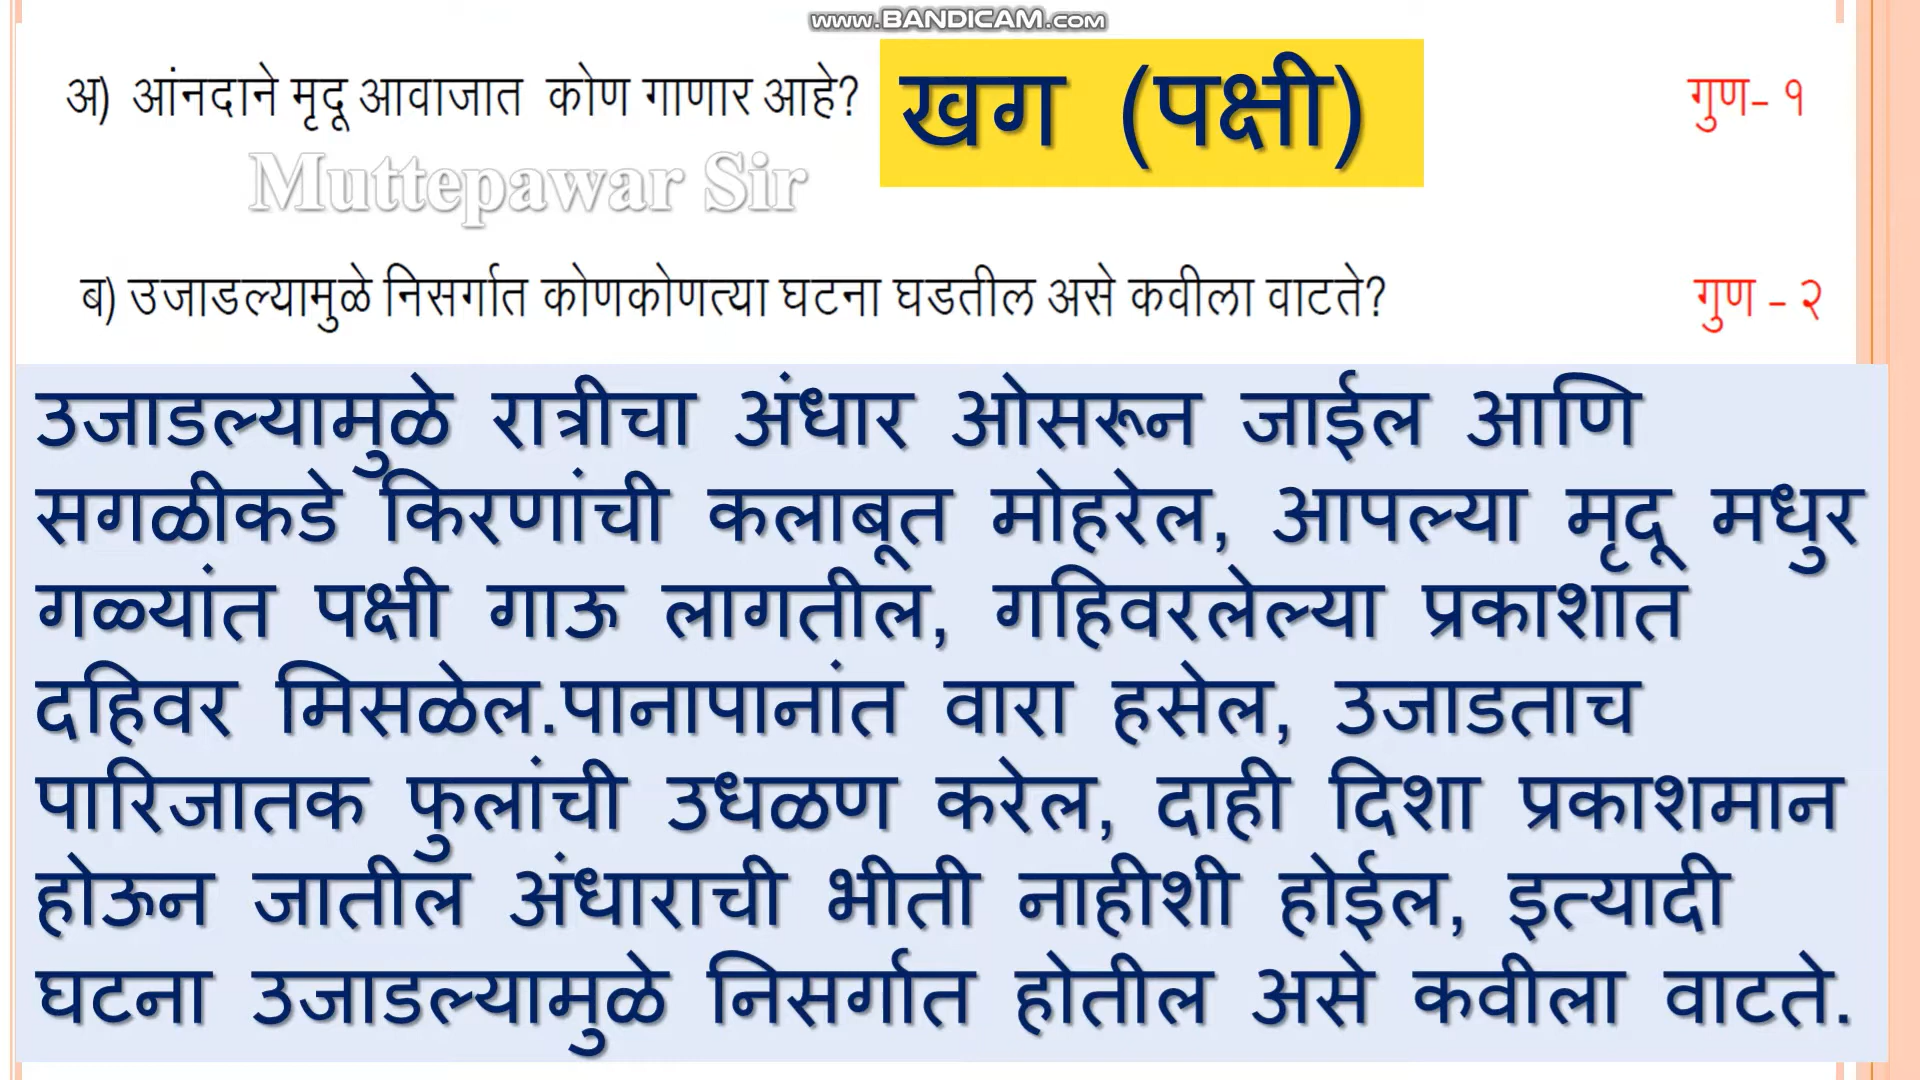 www.BANDICAM.com
अ) आंनदाने मृदू आवाजात कोण गाणार आहे? खग (पक्षी) गुण- १
Muttepawar Sir
ब) उजाडल्यामुळे निसर्गात कोणकोणत्या घटना घडतील असे कवीला वाटते? गुण - २
उजाडल्यामुळे रात्रीचा अंधार ओसरून जाईल आणि
सगळीकडे किरणांची कलाबूत मोहरेल, आपल्या मृदू मधुर
गळ्यांत पक्षी गाऊ लागतील, गहिवरलेल्या प्रकाशात
दहिवर मिसळेल.पानापानांत वारा हसेल, उजाडताच
पारिजातक फुलांची उधळण करेल, दाही दिशा प्रकाशमान
होऊन जातील अंधाराची भीती नाहीशी होईल, इत्यादी
घटना उजाडल्यामुळे निसर्गात होतील असे कवीला वाटते.